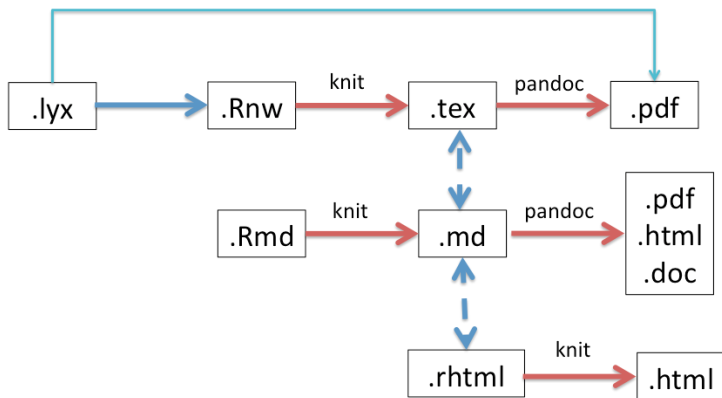 knit
pandoc
.lyx
.Rnw
.tex
.pdf
knit
pandoc
.Rmd
.md
.pdf
.html
.doc
knit
.rhtml
.html